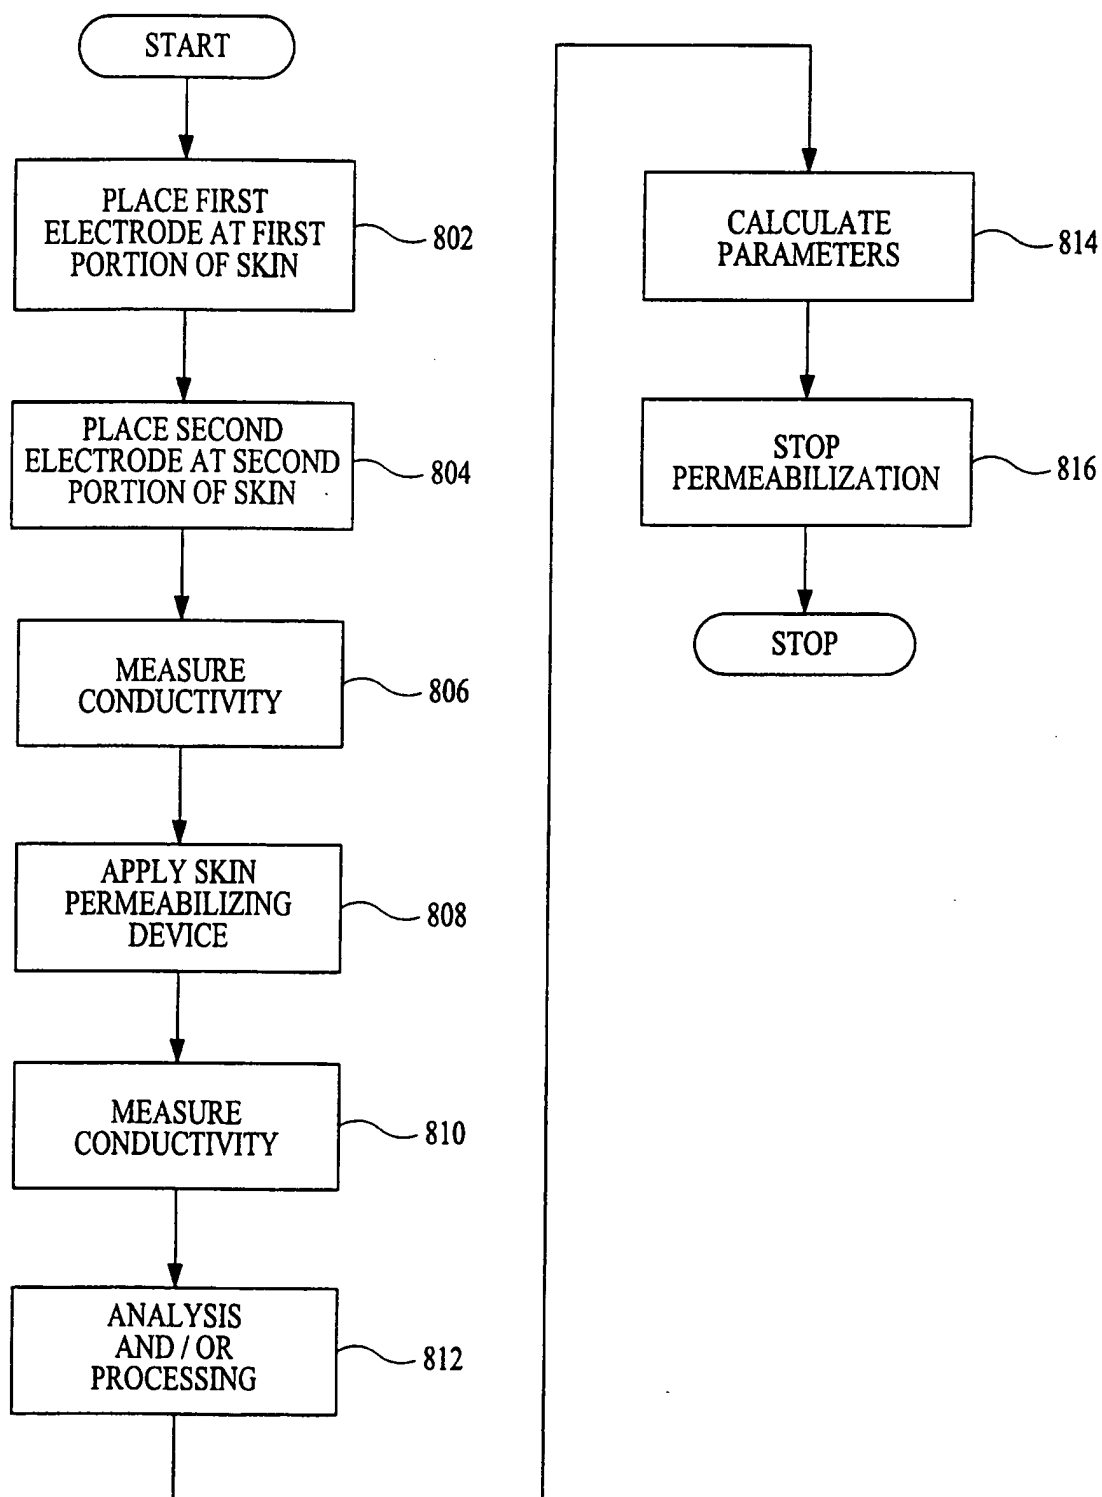 START
PLACE FIRST
ELECTRODE AT FIRST
PORTION OF SKIN
802
PLACE SECOND
ELECTRODE AT SECOND
PORTION OF SKIN
804
MEASURE
CONDUCTIVITY
806
APPLY SKIN
PERMEABILIZING
DEVICE
808
MEASURE
CONDUCTIVITY
810
ANALYSIS
AND / OR
PROCESSING
812
CALCULATE
PARAMETERS
814
STOP
PERMEABILIZATION
816
STOP